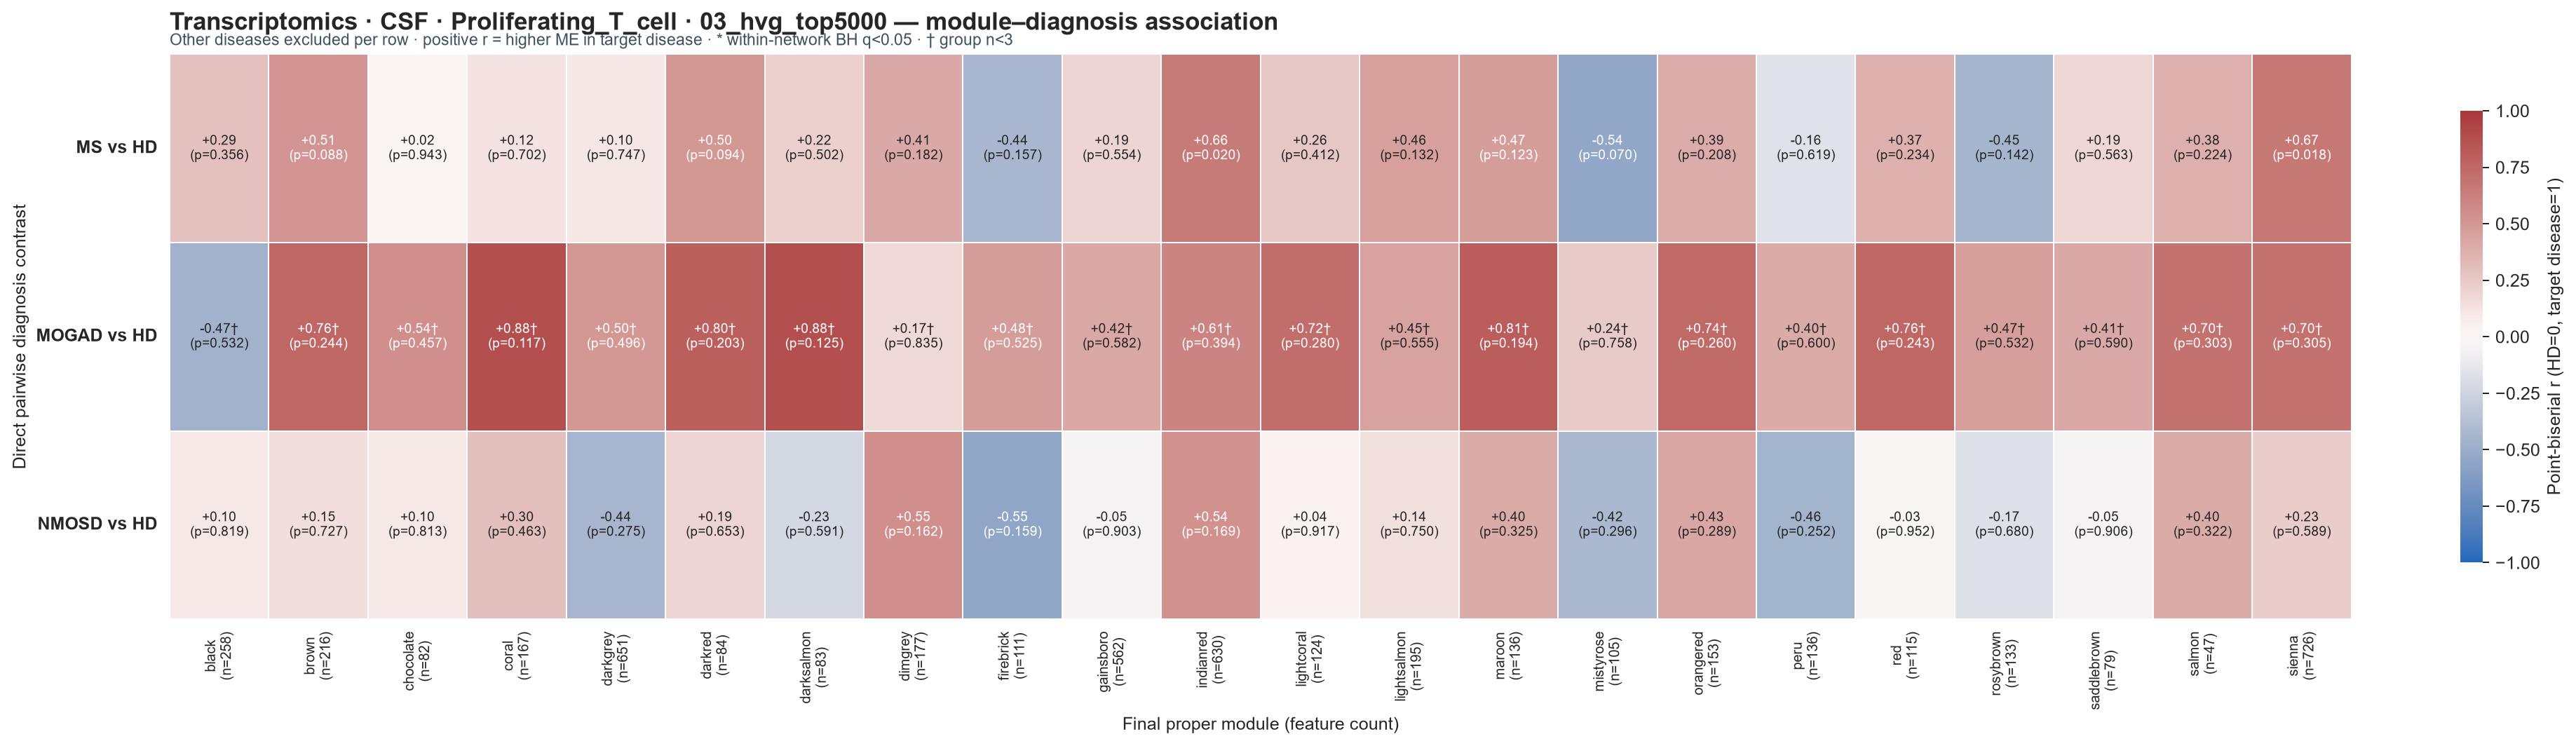 Transcriptomics · CSF · Proliferating_T_cell · 03_hvg_top5000 — module–diagnosis association
Other diseases excluded per row · positive r = higher ME in target disease · * within-network BH q<0.05 · † group n<3
Direct pairwise diagnosis contrast
MS vs HD
+0.29 +0.51 +0.02 +0.12 +0.10 +0.50 +0.22 +0.41 -0.44 +0.19 +0.66 +0.26 +0.46 +0.47 -0.54 +0.39 -0.16 +0.37 -0.45 +0.19 +0.38 +0.67
(p=0.356) (p=0.088) (p=0.943) (p=0.702) (p=0.747) (p=0.094) (p=0.502) (p=0.182) (p=0.157) (p=0.554) (p=0.020) (p=0.412) (p=0.132) (p=0.123) (p=0.070) (p=0.208) (p=0.619) (p=0.234) (p=0.142) (p=0.563) (p=0.224) (p=0.018)
MOGAD vs HD
-0.47† +0.76† +0.54† +0.88† +0.50† +0.80† +0.88† +0.17† +0.48† +0.42† +0.61† +0.72† +0.45† +0.81† +0.24† +0.74† +0.40† +0.76† +0.47† +0.41† +0.70† +0.70†
(p=0.532) (p=0.244) (p=0.457) (p=0.117) (p=0.496) (p=0.203) (p=0.125) (p=0.835) (p=0.525) (p=0.582) (p=0.394) (p=0.280) (p=0.555) (p=0.194) (p=0.758) (p=0.260) (p=0.600) (p=0.243) (p=0.532) (p=0.590) (p=0.303) (p=0.305)
NMOSD vs HD
+0.10 +0.15 +0.10 +0.30 -0.44 +0.19 -0.23 +0.55 -0.55 -0.05 +0.54 +0.04 +0.14 +0.40 -0.42 +0.43 -0.46 -0.03 -0.17 -0.05 +0.40 +0.23
(p=0.819) (p=0.727) (p=0.813) (p=0.463) (p=0.275) (p=0.653) (p=0.591) (p=0.162) (p=0.159) (p=0.903) (p=0.169) (p=0.917) (p=0.750) (p=0.325) (p=0.296) (p=0.289) (p=0.252) (p=0.952) (p=0.680) (p=0.906) (p=0.322) (p=0.589)
black
(n=258)
brown
(n=216)
chocolate
(n=82)
coral
(n=167)
darkgrey
(n=651)
darkred
(n=84)
darksalmon
(n=83)
dimgrey
(n=177)
firebrick
(n=111)
gainsboro
(n=562)
indianred
(n=630)
lightcoral
(n=124)
lightsalmon
(n=195)
maroon
(n=136)
mistyrose
(n=105)
orangered
(n=153)
peru
(n=136)
red
(n=115)
rosybrown
(n=133)
saddlebrown
(n=79)
salmon
(n=47)
sienna
(n=726)
Final proper module (feature count)
1.00
0.75
0.50
0.25
0.00
−0.25
−0.50
−0.75
−1.00
Point-biserial r (HD=0, target disease=1)